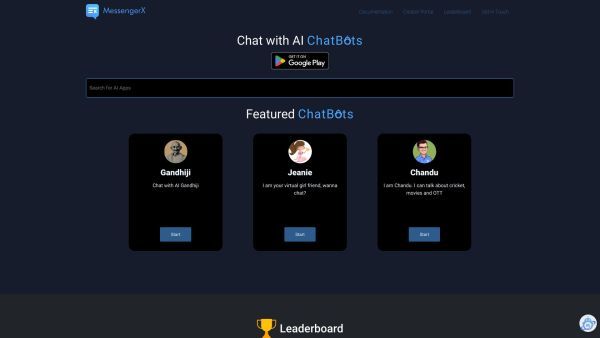 MessengerX
Documentation Creator Portal Leaderboard Get In Touch
Chat with AI ChatBots
GET IT ON
Google Play
Search for AI Apps
Featured ChatBots
Gandhiji
Chat with AI Gandhiji
Start
Jeanie
I am your virtual girl friend, wanna
chat?
Start
Chandu
I am Chandu. I can talk about cricket,
movies and OTT
Start
Leaderboard